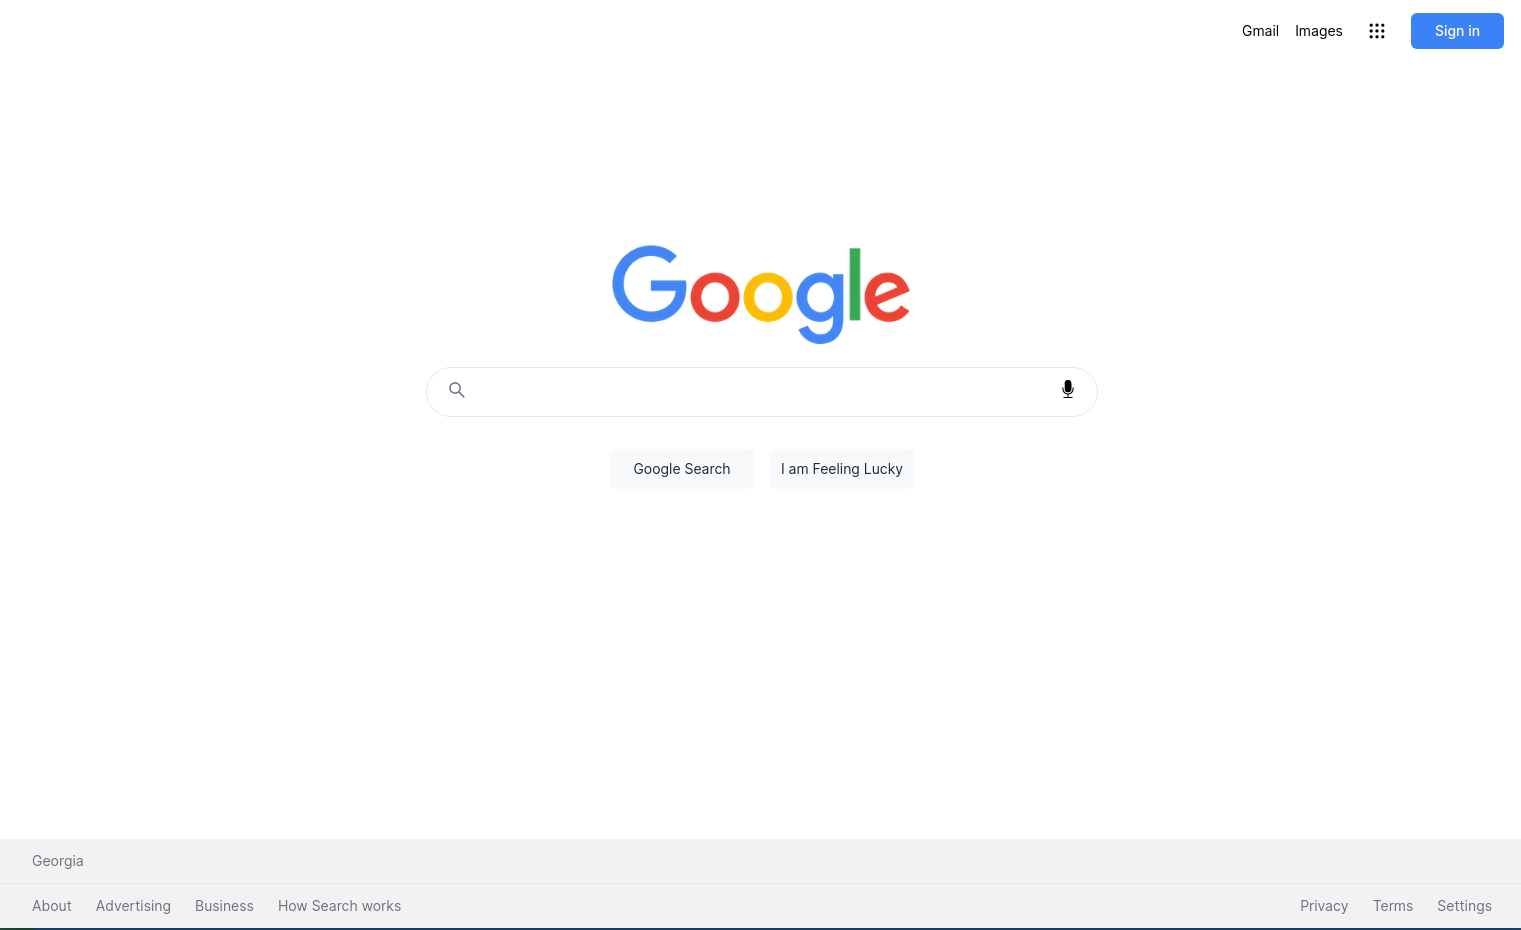 Gmail Images Sign in
Google
Google Search I am Feeling Lucky
Georgia
About Advertising Business How Search works Privacy Terms Settings